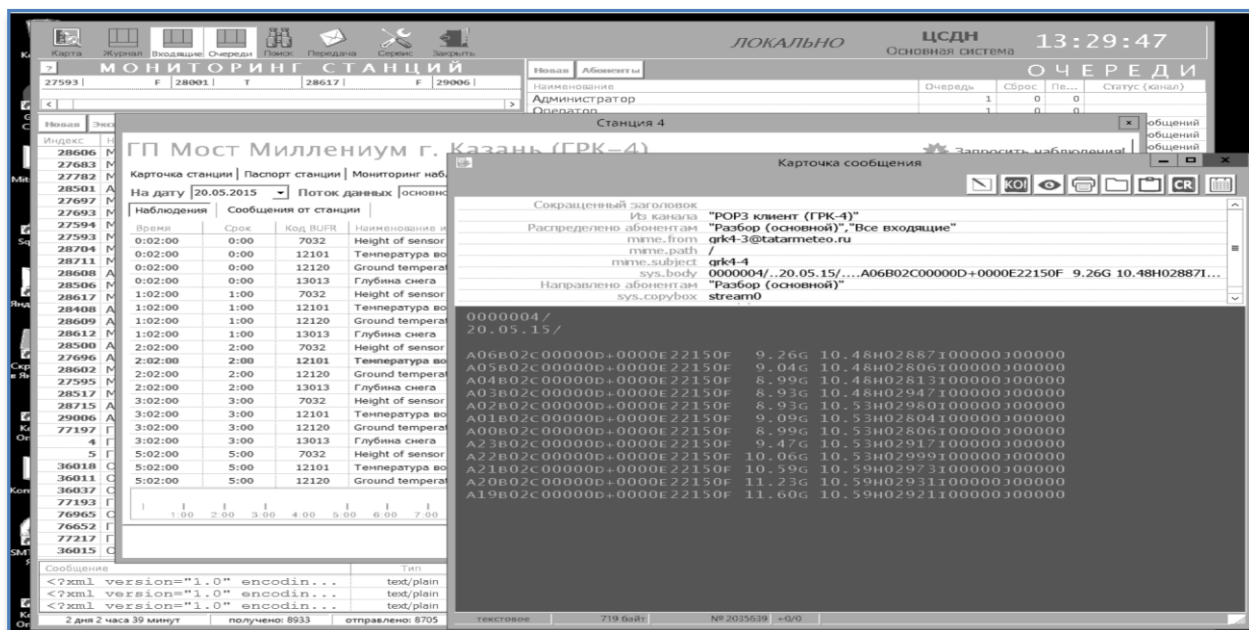 Карта Журнал Входящие Очереди Поиск Передача Сервис Закрыть
ЛОКАЛЬНО
ЦСДН
Основная система
13:29:47
? МОНИТОРИНГ СТАНЦИЙ
27593 | F 28001 | T 28617 | F 29006 |
Новая Абоненты
ОЧЕРЕДИ
Наименование Очередь Сброс Пе... Статус (канал)
Администратор 1 0 0
Оператор 1 0 0
Новая
Индекс
28606
27683
27782
28501
27697
27693
27594
27593
28704
28711
28608
28506
28617
28408
28609
28612
28500
27696
28602
27595
28517
28715
29006
77197
4
5
36018
36011
36037
77193
76965
76652
77217
36015
Станция 4
ГП Мост Миллениум г. Казань (ГРК-4)
Запросить наблюдения!
Карточка станции | Паспорт станции | Мониторинг
На дату 20.05.2015 Поток данных
Наблюдения Сообщения от станции
Время Срок Код BUFR Наименование
0:02:00 0:00 7032 Height of sensor
0:02:00 0:00 12101
0:02:00 0:00 12120 Ground
0:02:00 0:00 13013 Глубина снега
1:02:00 1:00 7032 Height of sensor
1:02:00 1:00 12101
1:02:00 1:00 12120 Ground
1:02:00 1:00 13013 Глубина снега
2:02:00 2:00 7032 Height of sensor
2:02:00 2:00 12101 Температура
2:02:00 2:00 12120 Ground
2:02:00 2:00 13013 Глубина снега
3:02:00 3:00 7032 Height of sensor
3:02:00 3:00 12101 Температура
3:02:00 3:00 12120 Ground
3:02:00 3:00 13013 Глубина снега
5:02:00 5:00 7032 Height of sensor
5:02:00 5:00 12101 Температура
5:02:00 5:00 12120 Ground
1:00 2:00 3:00 4:00 5:00 6:00 7:00
Карточка сообщения
KOI CR
Сокращенный заголовок
Из канала "POP3 клиент (ГРК-4)"
Распределено абонентам "Разбор (основной)","Все входящие"
mime.from grk4-3@tatarmeteo.ru
mime.path /
mime.subject grk4-4
sys.body 0000004/..20.05.15/....A06B02C00000D+0000E22150F 9.26G 10.48H02887I...
Направлено абонентам "Разбор (основной)"
sys.copybox stream0
0000004/
20.05.15/
A06B02C00000D+0000E22150F 9.26G 10.48H02887I00000J00000
A05B02C00000D+0000E22150F 9.04G 10.48H02806I00000J00000
A04B02C00000D+0000E22150F 8.99G 10.48H02813I00000J00000
A03B02C00000D+0000E22150F 8.93G 10.48H02947I00000J00000
A02B02C00000D+0000E22150F 8.93G 10.53H02980I00000J00000
A01B02C00000D+0000E22150F 9.09G 10.53H02804I00000J00000
A00B02C00000D+0000E22150F 8.99G 10.53H02806I00000J00000
A23B02C00000D+0000E22150F 9.47G 10.53H02917I00000J00000
A22B02C00000D+0000E22150F 10.06G 10.53H02999I00000J00000
A21B02C00000D+0000E22150F 10.59G 10.59H02973I00000J00000
A20B02C00000D+0000E22150F 11.23G 10.59H02931I00000J00000
A19B02C00000D+0000E22150F 11.60G 10.59H02921I00000J00000
текстовое 719 байт № 2035639 +0/0
Сообщение Тип
<?xml version="1.0" encodin... text/plain
<?xml version="1.0" encodin... text/plain
<?xml version="1.0" encodin... text/plain
2 дня 2 часа 39 минут получено: 8933 отправлено: 8705